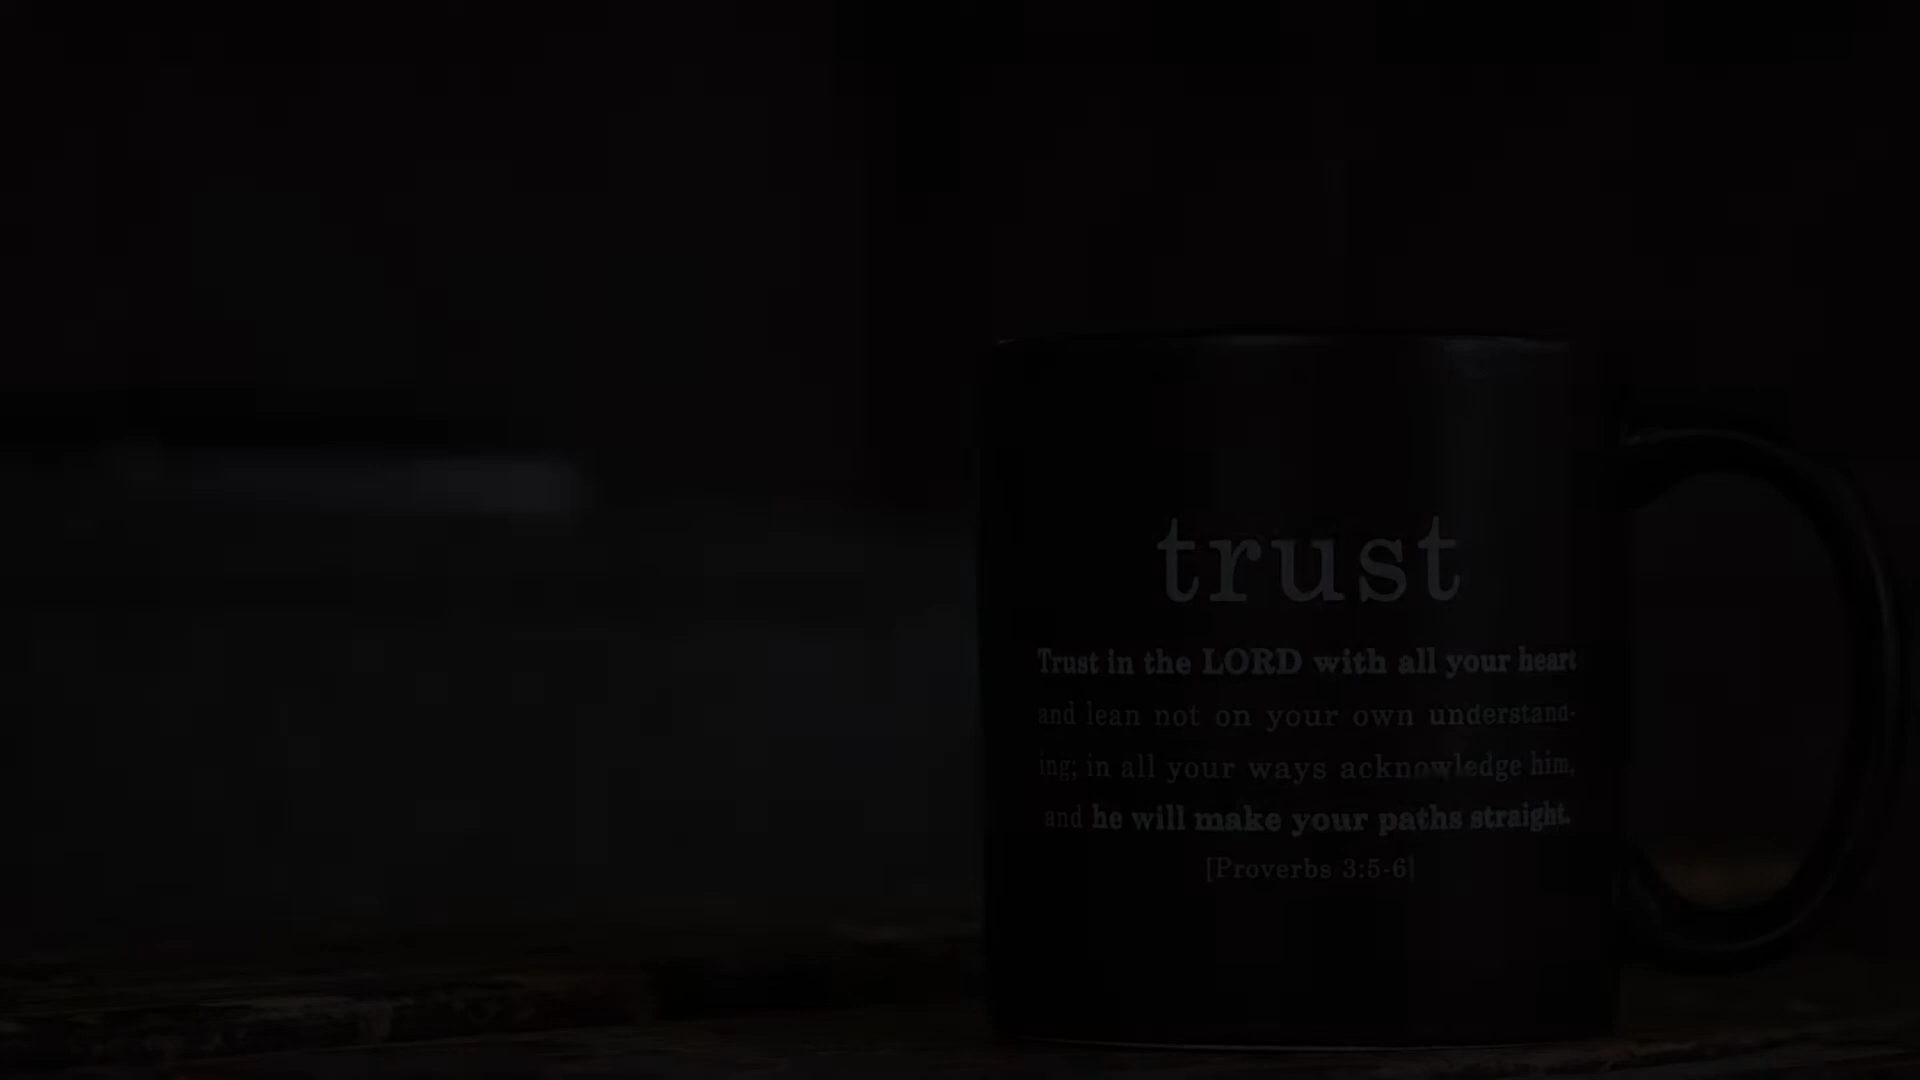 trust
Trust in the LORD with all your heart
and lean not on your own understand-
ing; in all your ways acknowledge him,
and he will make your paths straight.
[Proverbs 3:5-6]